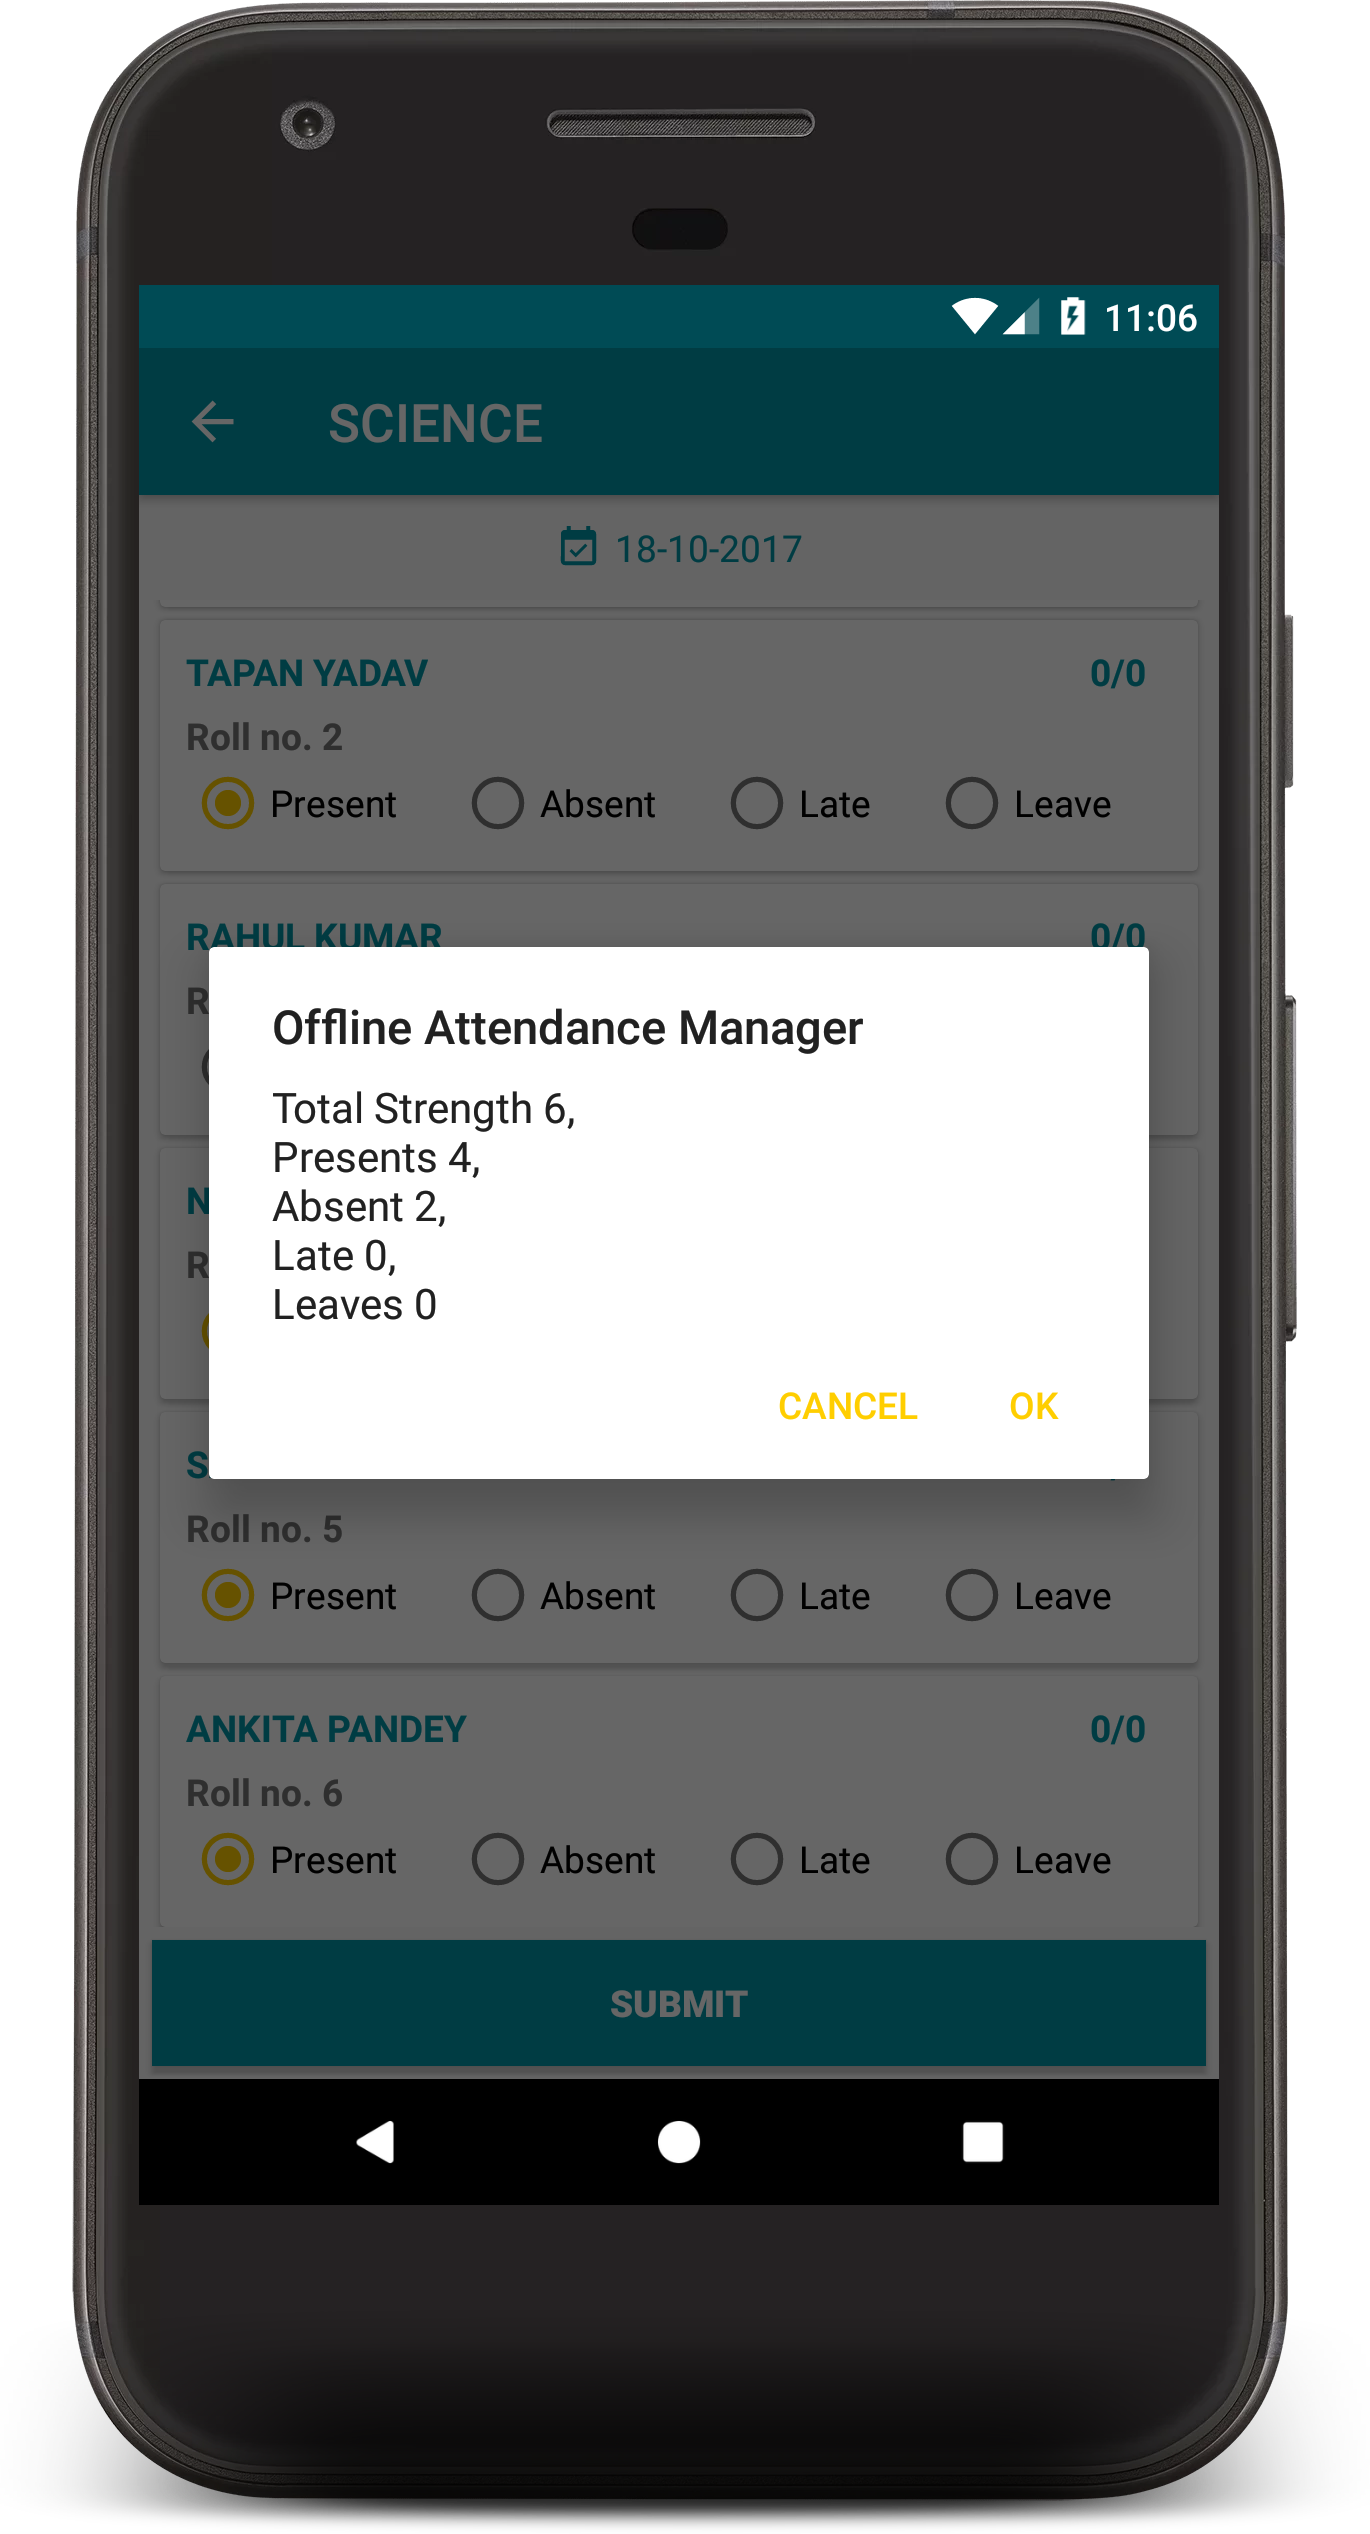 11:06
SCIENCE
18-10-2017
TAPAN YADAV 0/0
Roll no. 2
Present Absent Late Leave
RAHUL KUMAR 0/0
Offline Attendance Manager
Total Strength 6,
Presents 4,
Absent 2,
Late 0,
Leaves 0
CANCEL OK
Roll no. 5
Present Absent Late Leave
ANKITA PANDEY 0/0
Roll no. 6
Present Absent Late Leave
SUBMIT